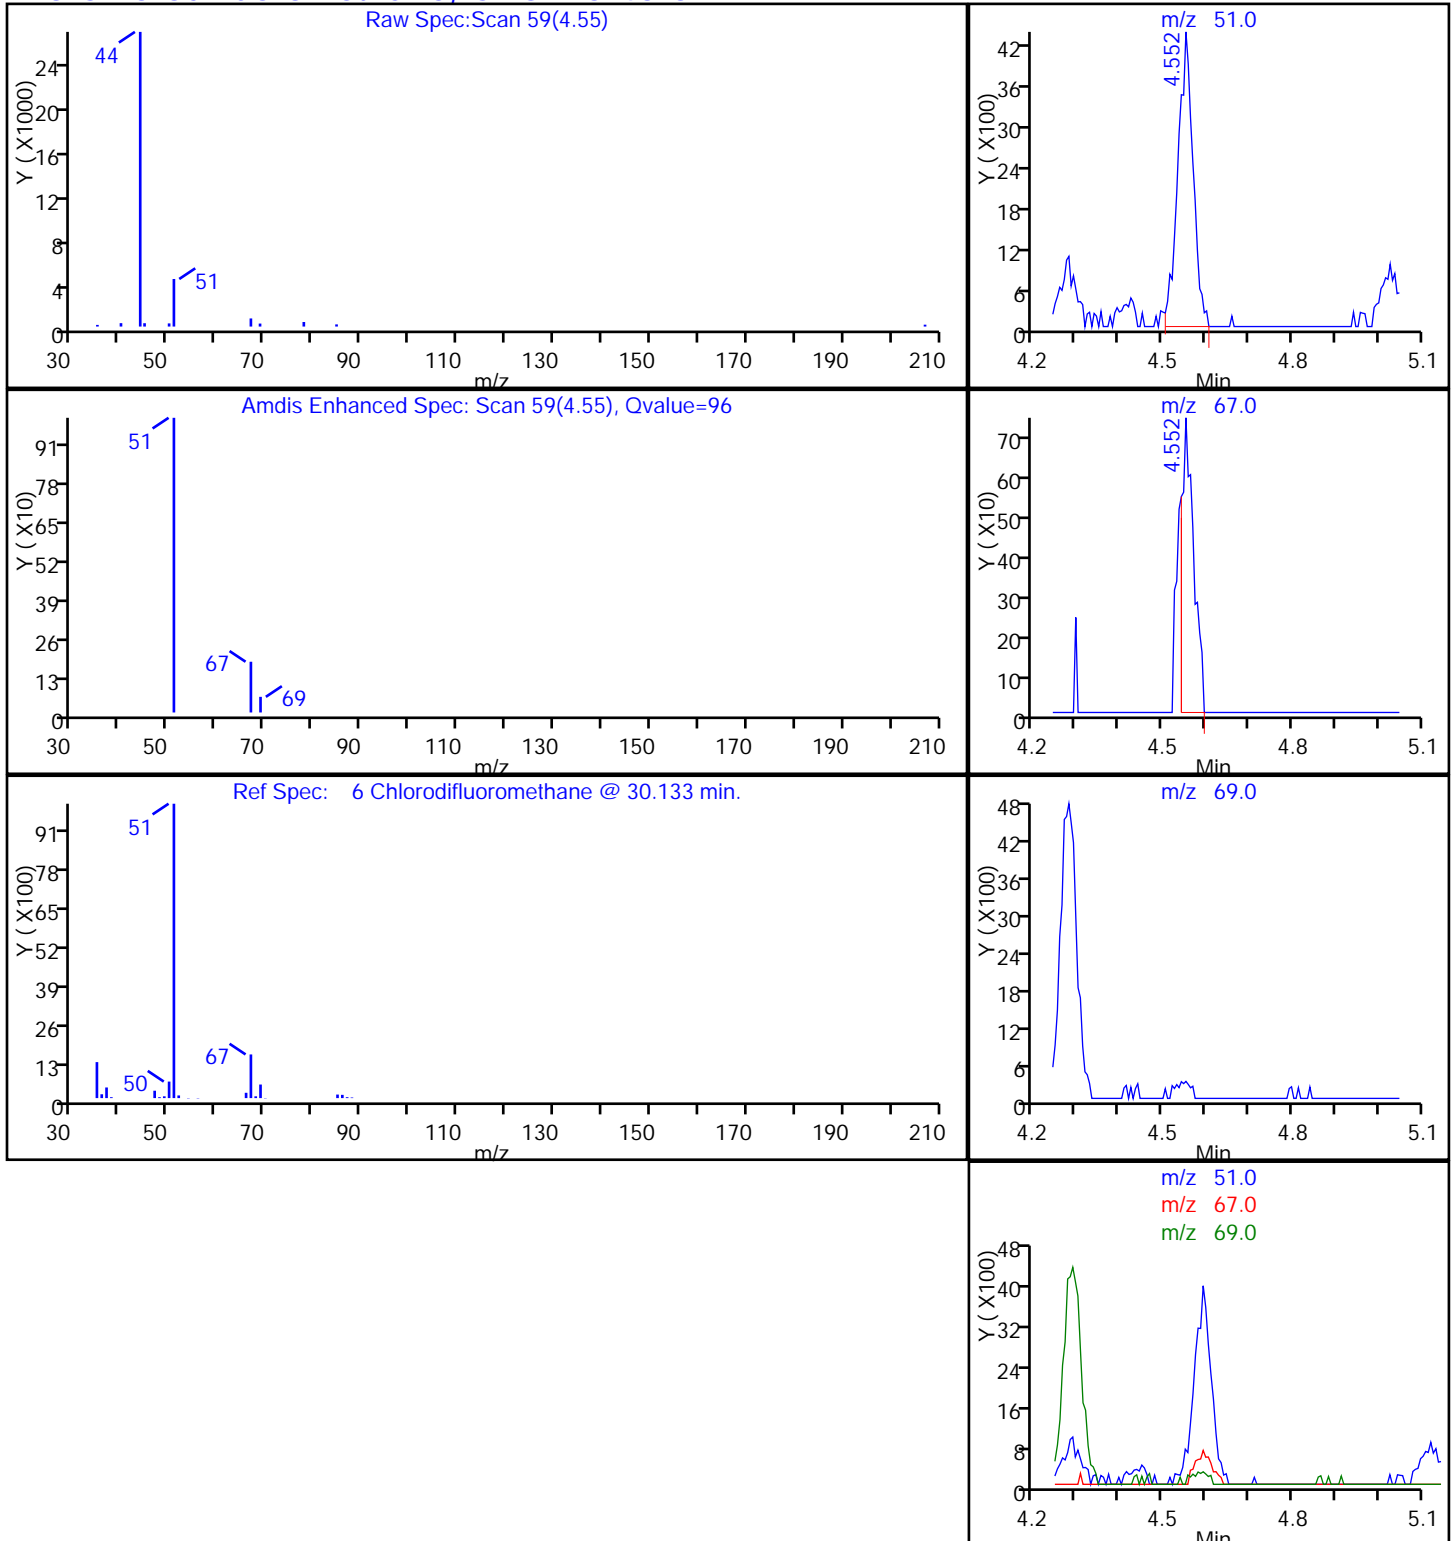 Raw Spec:Scan 59(4.55)
44
51
Y ( X1000)
24
20
16
12
8
4
0
30 50 70 90 110 130 150 170 190 210
m/z
m/z 51.0
4.552
Y ( X100)
42
36
30
24
18
12
6
0
4.2 4.5 4.8 5.1
Min
Amdis Enhanced Spec: Scan 59(4.55), Qvalue=96
51
67
69
Y ( X10)
91
78
65
52
39
26
13
0
30 50 70 90 110 130 150 170 190 210
m/z
m/z 67.0
4.552
Y ( X10)
70
60
50
40
30
20
10
0
4.2 4.5 4.8 5.1
Min
Ref Spec: 6 Chlorodifluoromethane @ 30.133 min.
51
67
50
Y ( X100)
91
78
65
52
39
26
13
0
30 50 70 90 110 130 150 170 190 210
m/z
m/z 69.0
Y ( X100)
48
42
36
30
24
18
12
6
0
4.2 4.5 4.8 5.1
Min
m/z 51.0
m/z 67.0
m/z 69.0
Y ( X100)
48
40
32
24
16
8
0
4.2 4.5 4.8 5.1
Min